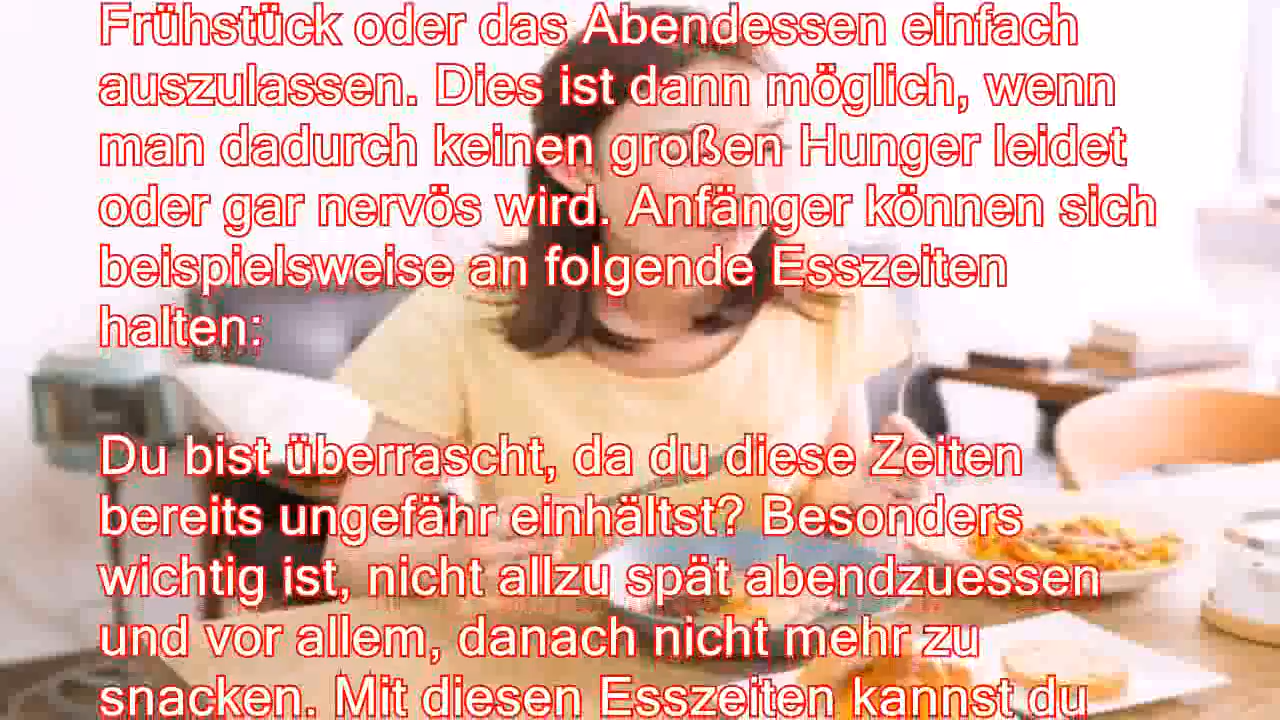 Frühstück oder das Abendessen einfach
auszulassen. Dies ist dann möglich, wenn
man dadurch keinen großen Hunger leidet
oder gar nervös wird. Anfänger können sich
beispielsweise an folgende Esszeiten
halten:
Du bist überrascht, da du diese Zeiten
bereits ungefähr einhältst? Besonders
wichtig ist, nicht allzu spät abendzuessen
und vor allem, danach nicht mehr zu
snacken. Mit diesen Esszeiten kannst du